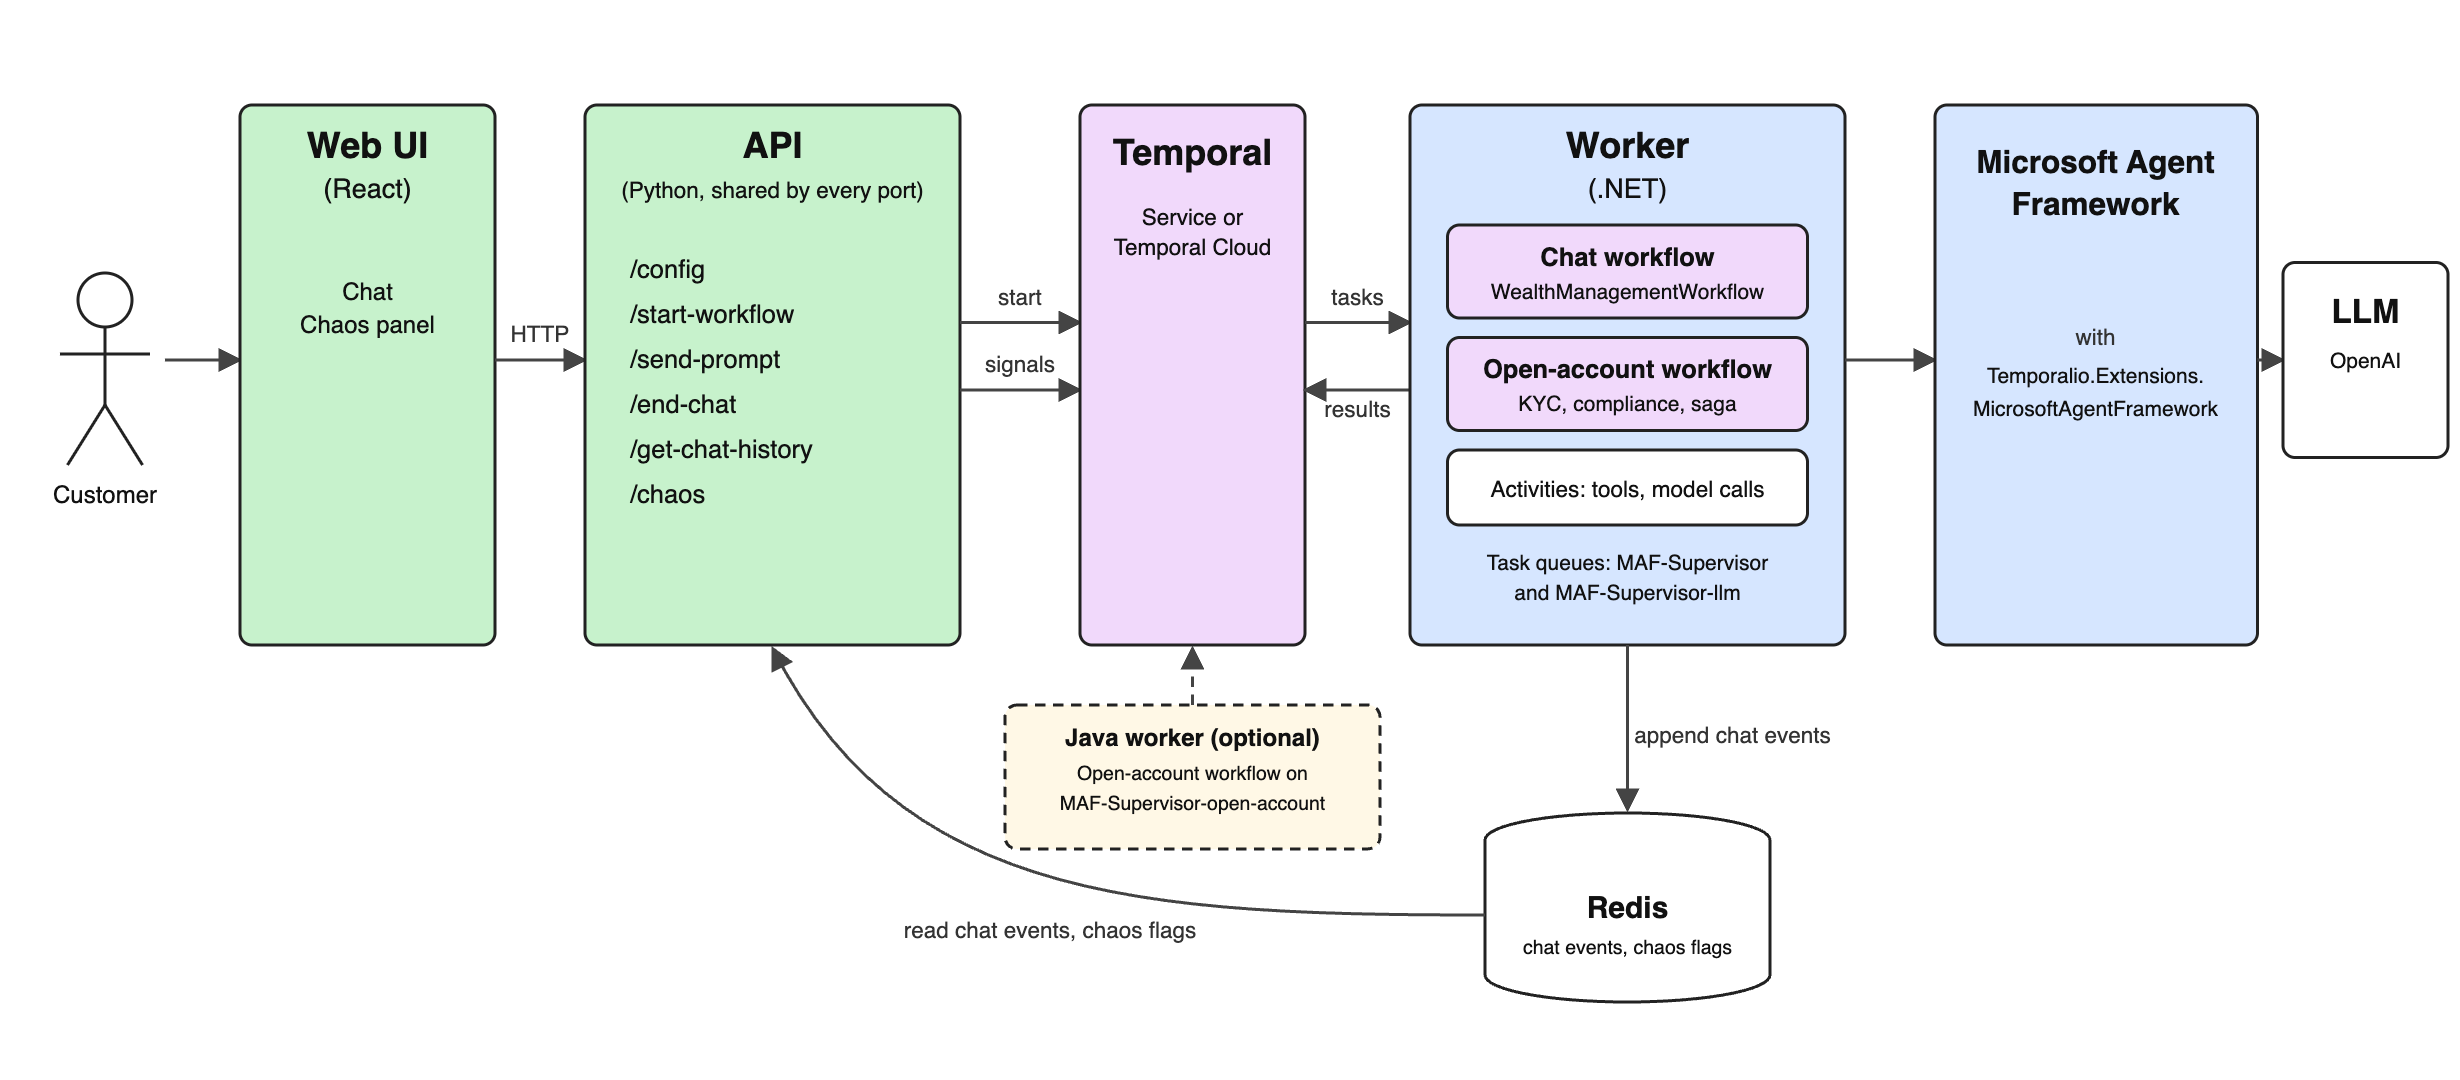 Customer
Web UI
(React)
Chat
Chaos panel
HTTP
API
(Python, shared by every port)
/config
/start-workflow
/send-prompt
/end-chat
/get-chat-history
/chaos
start
signals
Temporal
Service or
Temporal Cloud
tasks
results
Worker
(.NET)
Chat workflow
WealthManagementWorkflow
Open-account workflow
KYC, compliance, saga
Activities: tools, model calls
Task queues: MAF-Supervisor
and MAF-Supervisor-llm
Microsoft Agent
Framework
with
Temporalio.Extensions.
MicrosoftAgentFramework
LLM
OpenAI
Java worker (optional)
Open-account workflow on
MAF-Supervisor-open-account
append chat events
read chat events, chaos flags
Redis
chat events, chaos flags